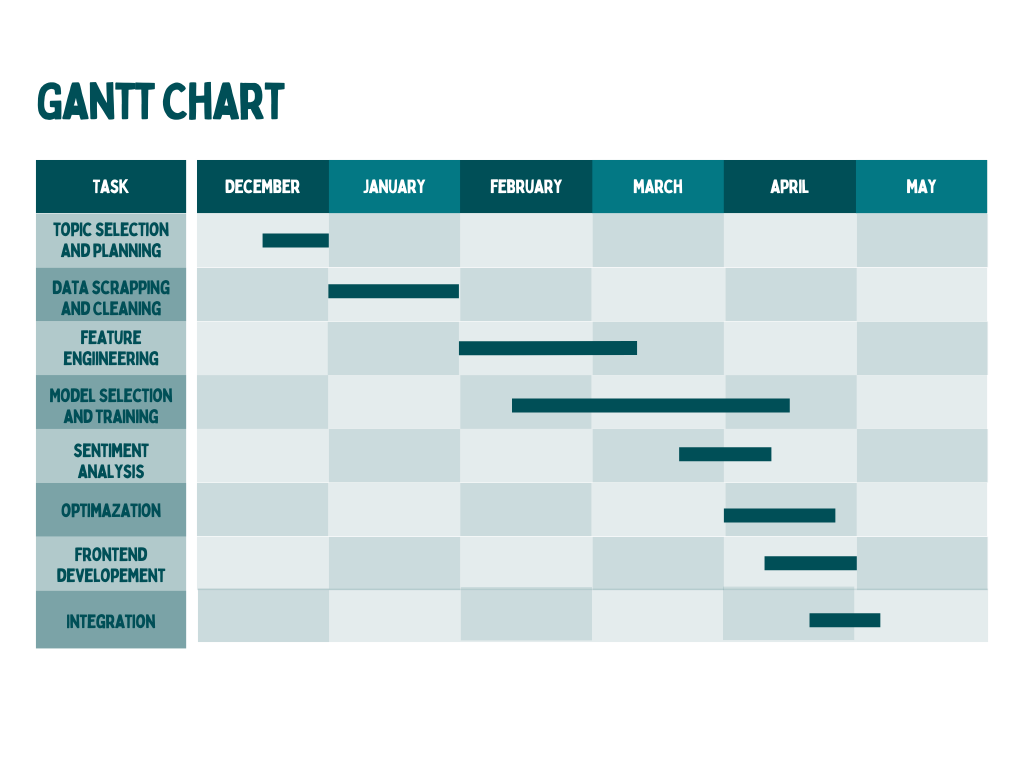 GANTT CHART
TASK DECEMBER JANUARY FEBRUARY MARCH APRIL MAY
TOPIC SELECTION
AND PLANNING
DATA SCRAPPING
AND CLEANING
FEATURE
ENGIINEERING
MODEL SELECTION
AND TRAINING
SENTIMENT
ANALYSIS
OPTIMAZATION
FRONTEND
DEVELOPEMENT
INTEGRATION